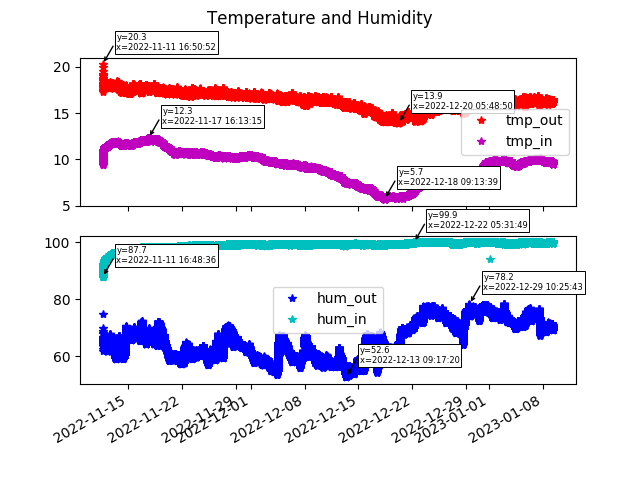 Temperature and Humidity
y=20.3
x=2022-11-11 16:50:52
20
15
10
5
y=12.3
x=2022-11-17 16:13:15
y=13.9
x=2022-12-20 05:48:50
tmp_out
tmp_in
y=5.7
x=2022-12-18 09:13:39
y=99.9
x=2022-12-22 05:31:49
100
80
60
y=87.7
x=2022-11-11 16:48:36
y=78.2
x=2022-12-29 10:25:43
hum_out
hum_in
y=52.6
x=2022-12-13 09:17:20
2022-11-15
2022-11-22
2022-11-29
2022-12-01
2022-12-08
2022-12-15
2022-12-22
2022-12-29
2023-01-01
2023-01-08